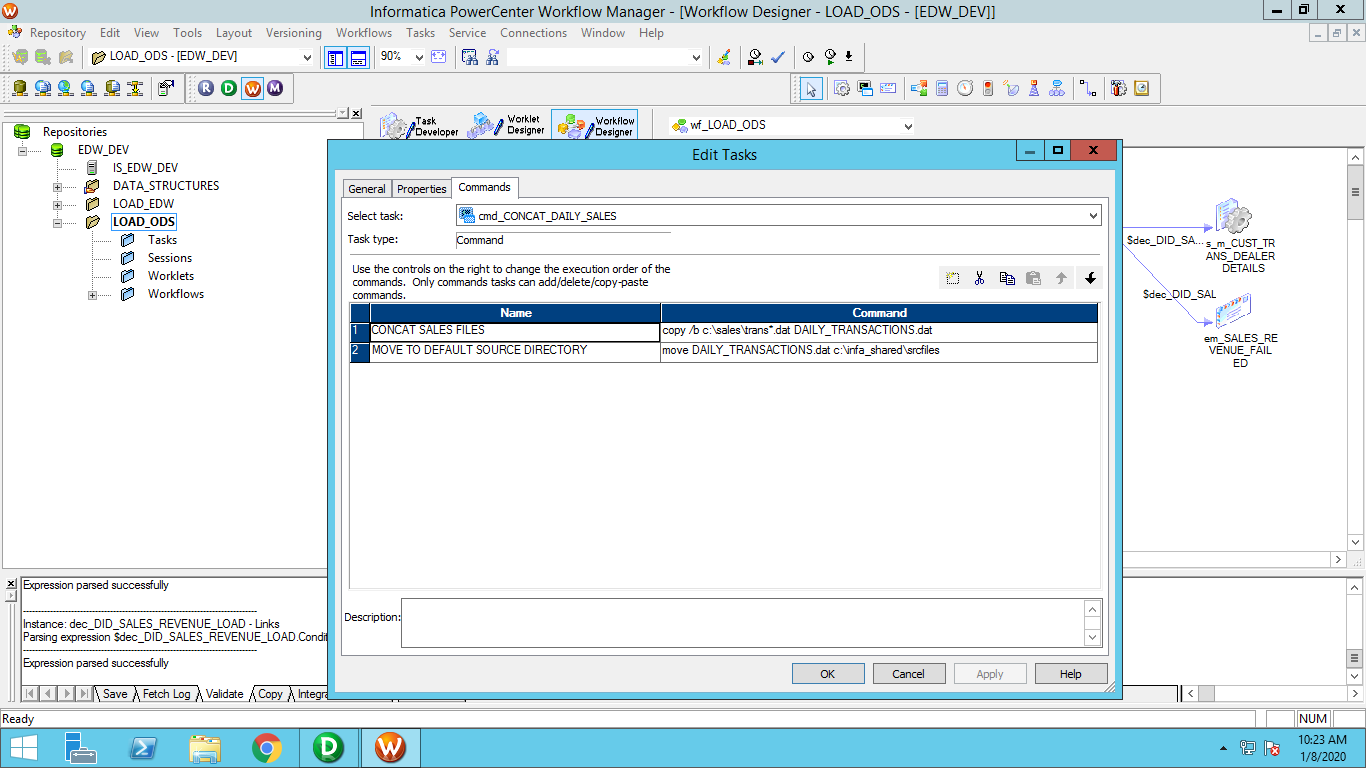 Informatica PowerCenter Workflow Manager - [Workflow Designer - LOAD_ODS - [EDW_DEV]]
Repository Edit View Tools Layout Versioning Workflows Tasks Service Connections Window Help
LOAD_ODS - [EDW_DEV] 90%
R D W M
Task Developer Worklet Designer Workflow Designer wf_LOAD_ODS
Repositories
EDW_DEV
IS_EDW_DEV
DATA_STRUCTURES
LOAD_EDW
LOAD_ODS
Tasks
Sessions
Worklets
Workflows
Edit Tasks
General Properties Commands
Select task: cmd_CONCAT_DAILY_SALES
Task type: Command
Use the controls on the right to change the execution order of the
commands. Only commands tasks can add/delete/copy-paste
commands.
Name Command
1 CONCAT SALES FILES copy /b c:\sales\trans*.dat DAILY_TRANSACTIONS.dat
2 MOVE TO DEFAULT SOURCE DIRECTORY move DAILY_TRANSACTIONS.dat c:\infa_shared\srcfiles
Description:
OK Cancel Apply Help
$dec_DID_SA... s_m_CUST_TR
ANS_DEALER
DETAILS
$dec_DID_SAL
em_SALES_RE
VENUE_FAIL
ED
Expression parsed successfully
Instance: dec_DID_SALES_REVENUE_LOAD - Links
Parsing expression $dec_DID_SALES_REVENUE_LOAD.Condit
Expression parsed successfully
Save Fetch Log Validate Copy Integra
Ready NUM
10:23 AM
1/8/2020